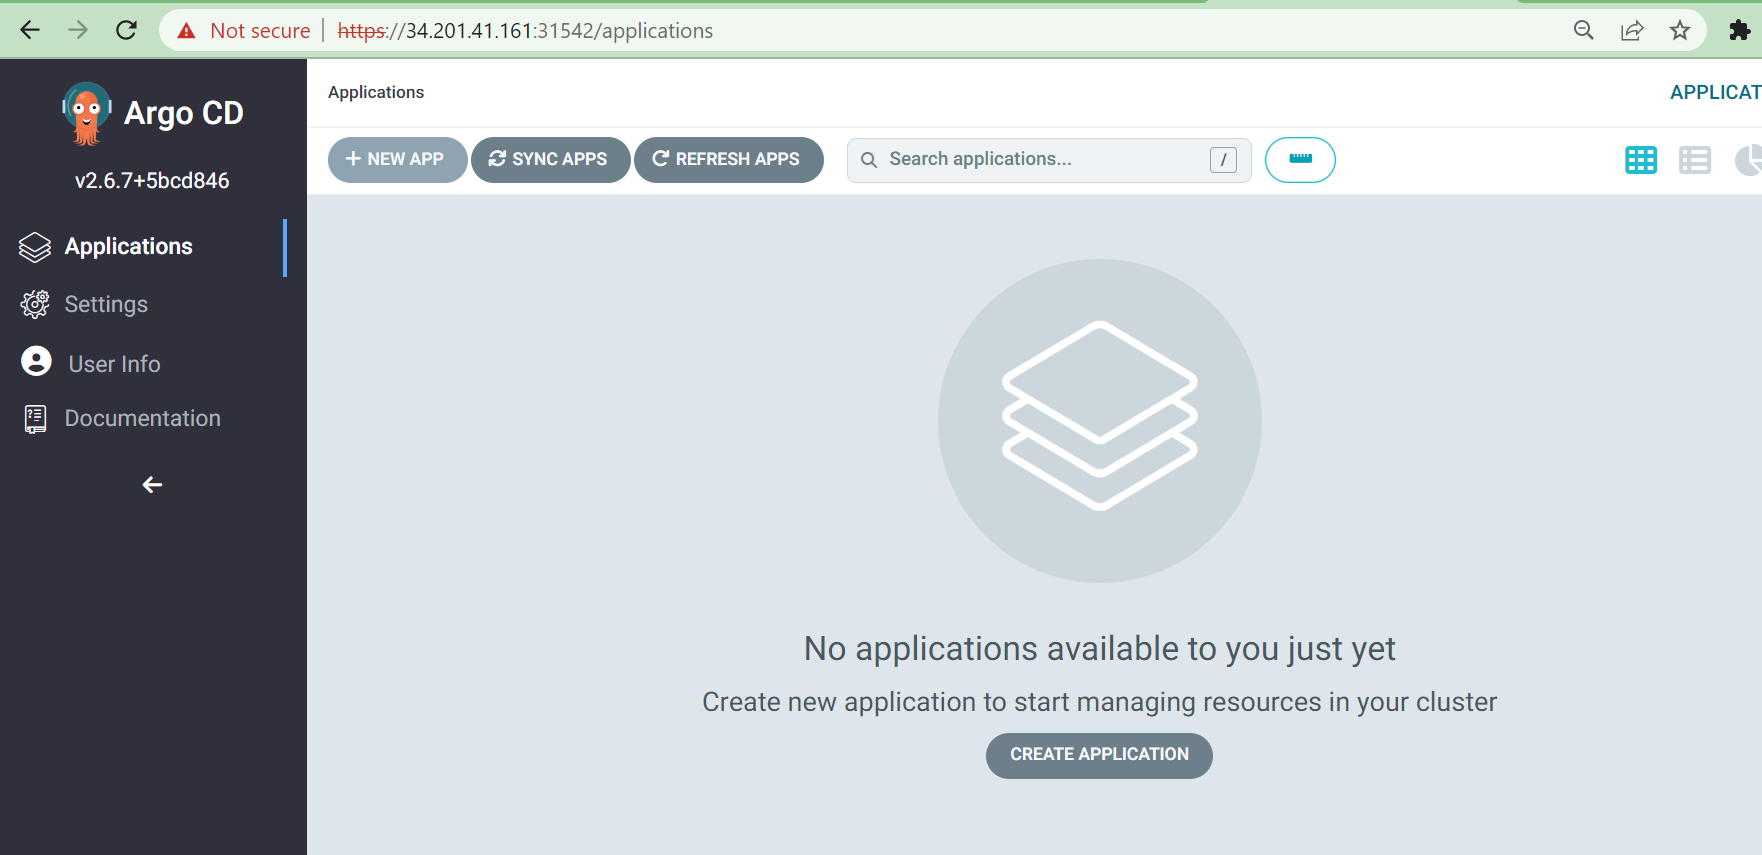 Not secure | https://34.201.41.161:31542/applications
Argo CD
v2.6.7+5bcd846
Applications
Settings
User Info
Documentation
Applications
APPLICAT
+ NEW APP SYNC APPS REFRESH APPS Search applications... /
No applications available to you just yet
Create new application to start managing resources in your cluster
CREATE APPLICATION